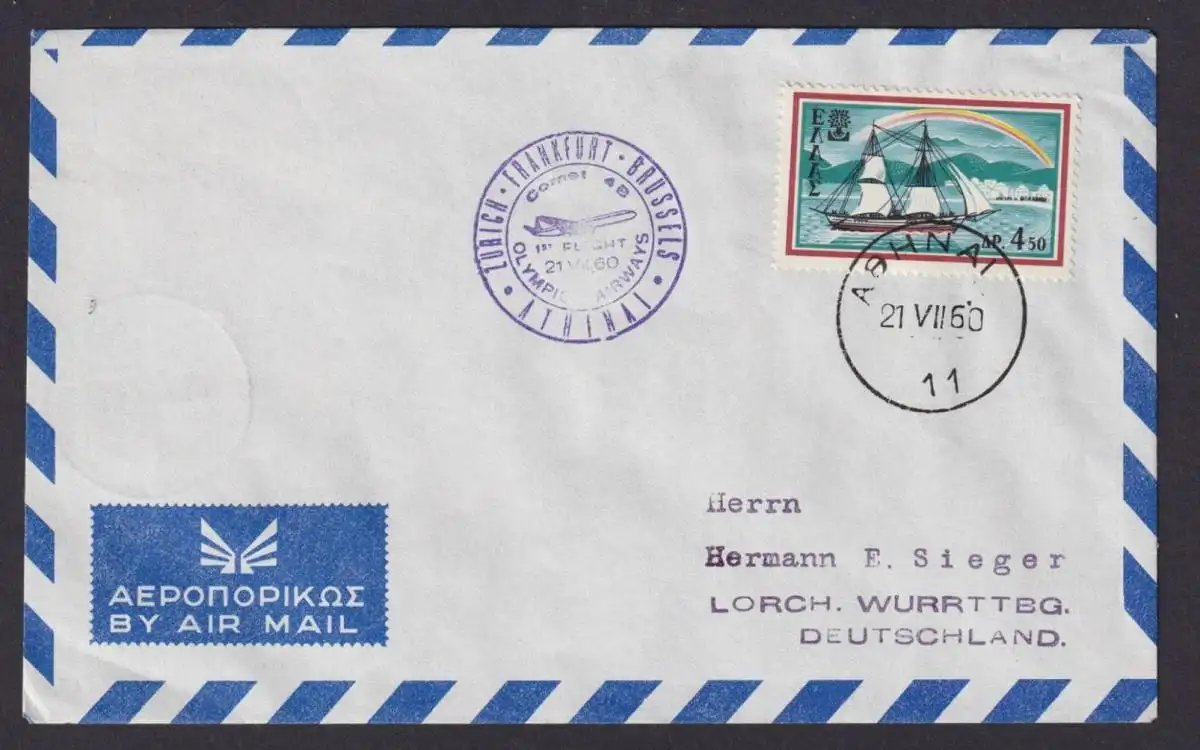 ZÜRICH • FRANKFURT • BRUSSELS
• ATHINAI •
Comet 4B
1ST FLIGHT
21 VII 60
OLYMPIC AIRWAYS
ΕΛΛΑΣ
ΔΡ. 4 50
ΑΘΗΝΑΙ
21 VII 60
11
ΑΕΡΟΠΟΡΙΚΩΣ
BY AIR MAIL
Herrn
Hermann E. Sieger
LORCH. WURRTTBG.
DEUTSCHLAND.